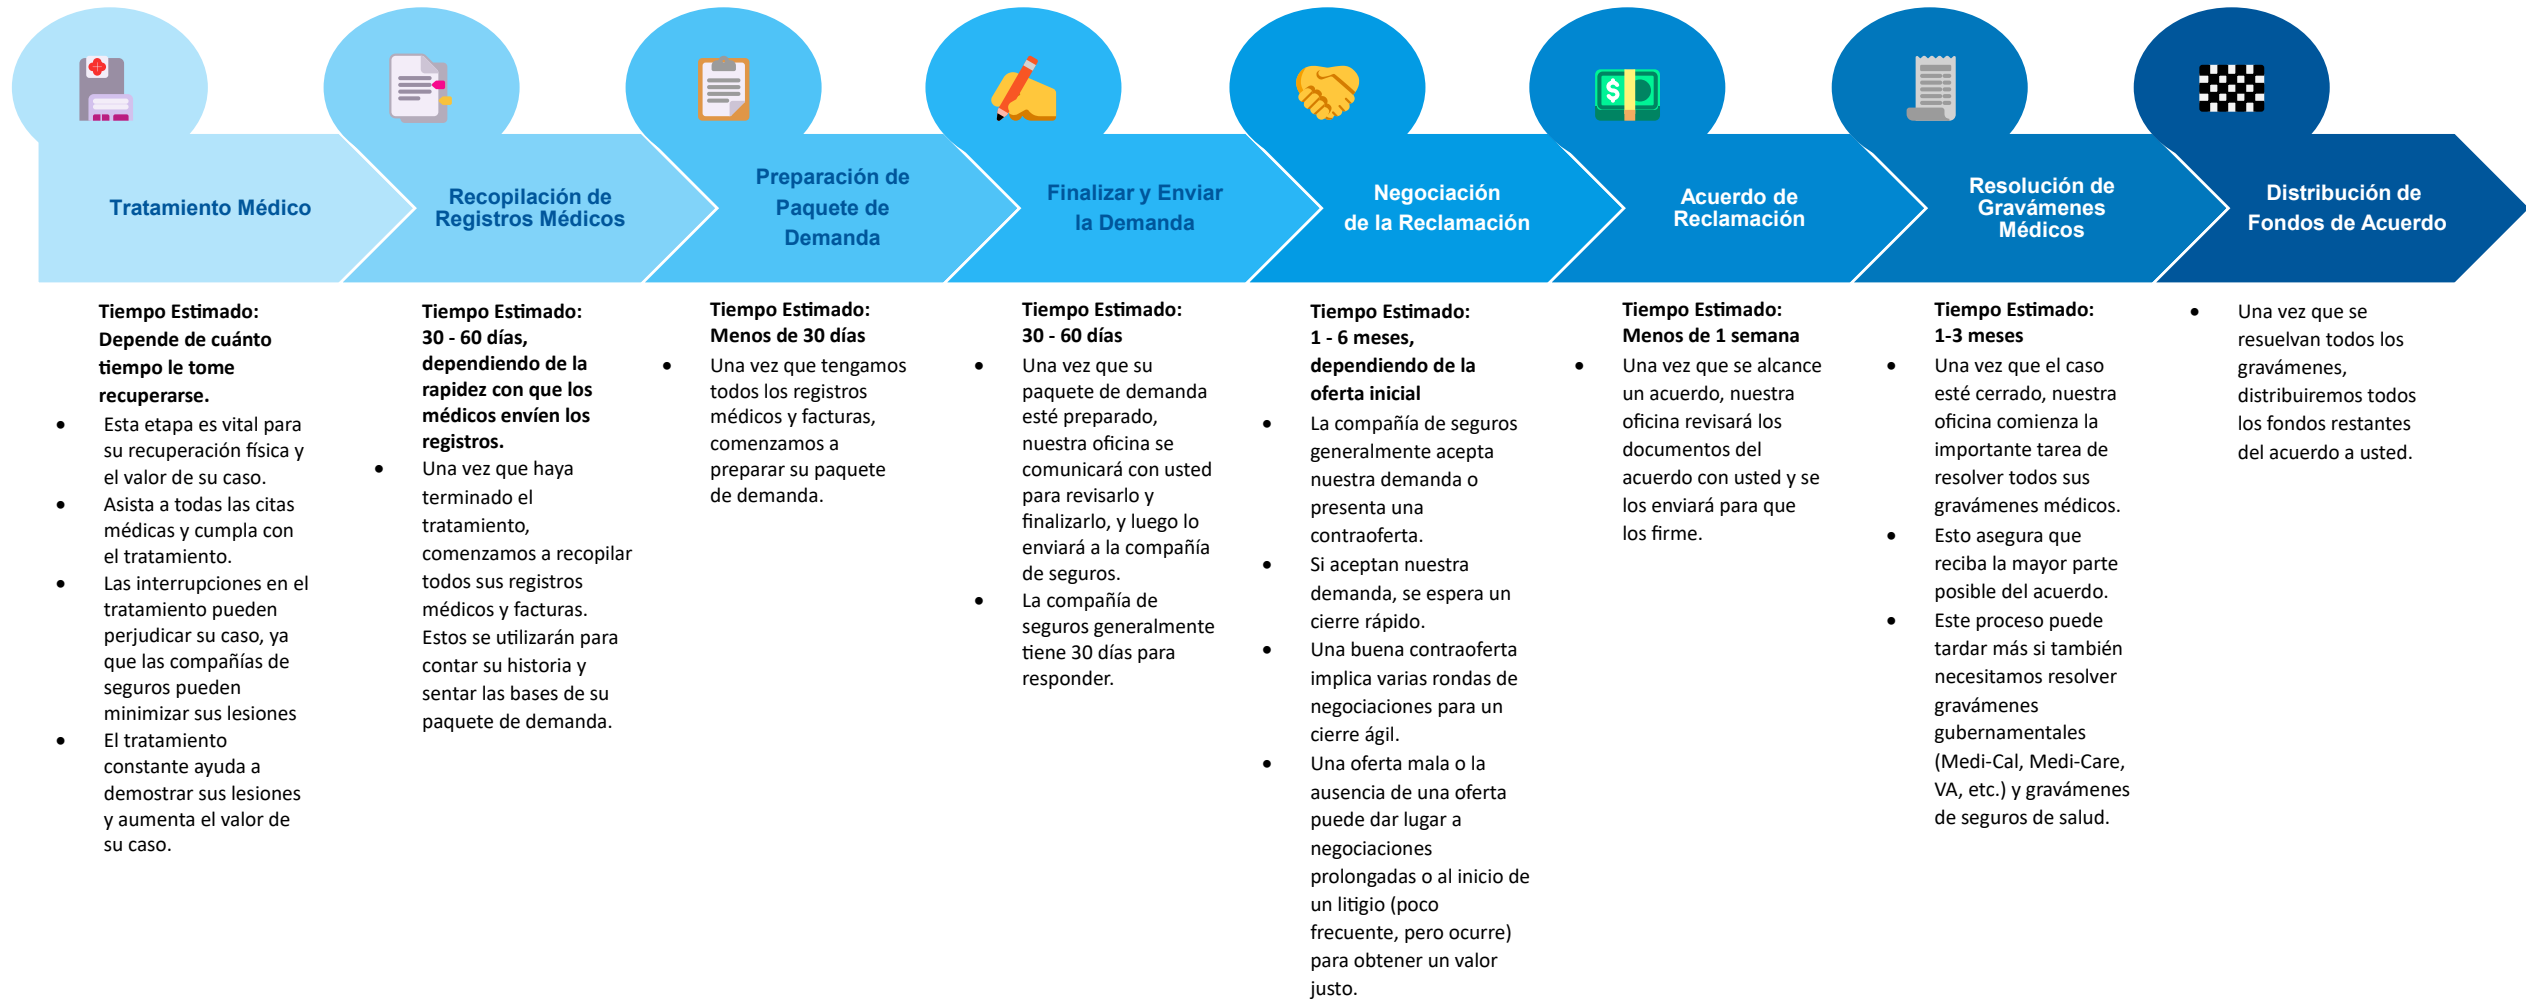 Tratamiento Médico
Recopilación de
Registros Médicos
Preparación de
Paquete de
Demanda
Finalizar y Enviar
la Demanda
Negociación
de la Reclamación
Acuerdo de
Reclamación
Resolución de
Gravámenes
Médicos
Distribución de
Fondos de Acuerdo
Tiempo Estimado:
Depende de cuánto
tiempo le tome
recuperarse.
• Esta etapa es vital para
su recuperación física y
el valor de su caso.
• Asista a todas las citas
médicas y cumpla con
el tratamiento.
• Las interrupciones en el
tratamiento pueden
perjudicar su caso, ya
que las compañías de
seguros pueden
minimizar sus lesiones
• El tratamiento
constante ayuda a
demostrar sus lesiones
y aumenta el valor de
su caso.
Tiempo Estimado:
30 - 60 días,
dependiendo de la
rapidez con que los
médicos envíen los
registros.
• Una vez que haya
terminado el
tratamiento,
comenzamos a recopilar
todos sus registros
médicos y facturas.
Estos se utilizarán para
contar su historia y
sentar las bases de su
paquete de demanda.
Tiempo Estimado:
Menos de 30 días
• Una vez que tengamos
todos los registros
médicos y facturas,
comenzamos a
preparar su paquete
de demanda.
Tiempo Estimado:
30 - 60 días
• Una vez que su
paquete de demanda
esté preparado,
nuestra oficina se
comunicará con usted
para revisarlo y
finalizarlo, y luego lo
enviará a la compañía
de seguros.
• La compañía de
seguros generalmente
tiene 30 días para
responder.
Tiempo Estimado:
1 - 6 meses,
dependiendo de la
oferta inicial
• La compañía de seguros
generalmente acepta
nuestra demanda o
presenta una
contraoferta.
• Si aceptan nuestra
demanda, se espera un
cierre rápido.
• Una buena contraoferta
implica varias rondas de
negociaciones para un
cierre ágil.
• Una oferta mala o la
ausencia de una oferta
puede dar lugar a
negociaciones
prolongadas o al inicio de
un litigio (poco
frecuente, pero ocurre)
para obtener un valor
justo.
Tiempo Estimado:
Menos de 1 semana
• Una vez que se alcance
un acuerdo, nuestra
oficina revisará los
documentos del
acuerdo con usted y se
los enviará para que
los firme.
Tiempo Estimado:
1-3 meses
• Una vez que el caso
esté cerrado, nuestra
oficina comienza la
importante tarea de
resolver todos sus
gravámenes médicos.
• Esto asegura que
reciba la mayor parte
posible del acuerdo.
• Este proceso puede
tardar más si también
necesitamos resolver
gravámenes
gubernamentales
(Medi-Cal, Medi-Care,
VA, etc.) y gravámenes
de seguros de salud.
• Una vez que se
resuelvan todos los
gravámenes,
distribuiremos todos
los fondos restantes
del acuerdo a usted.